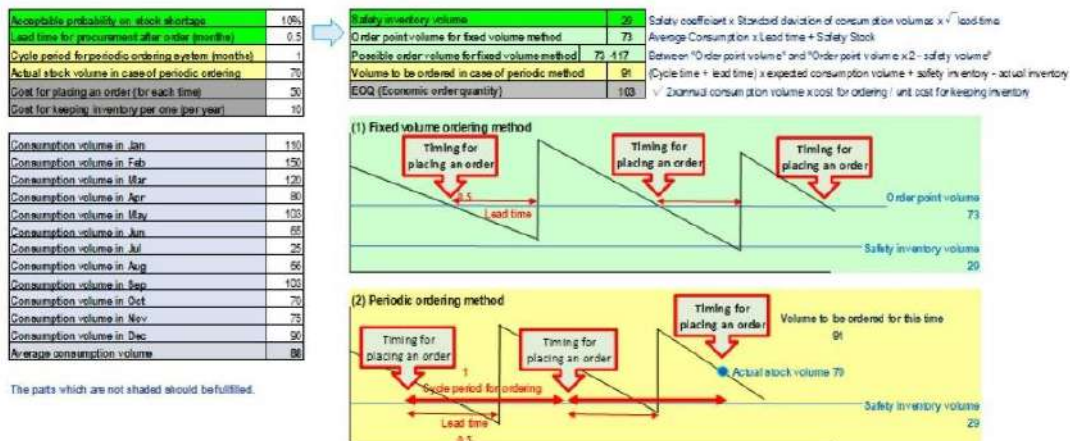 Acceptable probability on stock shortage 10%
Lead time for procurement after order (months) 0.5
Cycle period for periodic ordering system (months) 1
Actual stock volume in case of periodic ordering 70
Cost for placing an order (for each time) 50
Cost for keeping inventory per one (per year) 10
Safety inventory volume 29 Safety coefficient x Standard deviation of consumption volumes x √ lead-time
Order point volume for fixed volume method 73 Average Consumption x Lead time + Safety Stock
Possible order volume for fixed volume method 73 -117 Between "Order point volume" and "Order point volume x 2 - safety volume"
Volume to be ordered in case of periodic method 91 (Cycle time + lead time) x expected consumption volume + safety inventory - actual inventory
EOQ (Economic order quantity) 103 √ 2xannual consumption volume x cost for ordering / unit cost for keeping inventory
Consumption volume in Jan 110
Consumption volume in Feb 150
Consumption volume in Mar 120
Consumption volume in Apr 80
Consumption volume in May 103
Consumption volume in Jun 65
Consumption volume in Jul 25
Consumption volume in Aug 66
Consumption volume in Sep 103
Consumption volume in Oct 70
Consumption volume in Nov 75
Consumption volume in Dec 90
Average consumption volume 88
The parts which are not shaded should be fullfilled.
(1) Fixed volume ordering method
Timing for
placing an order
Timing for
placing an order
Timing for
placing an order
0.5
Lead time
Order point volume
73
Safety inventory volume
29
(2) Periodic ordering method
Timing for
placing an order
Timing for
placing an order
Timing for
placing an order
Volume to be ordered for this time
91
1
Cycle period for ordering
Actual stock volume 70
Lead time
0.5
Safety inventory volume
29